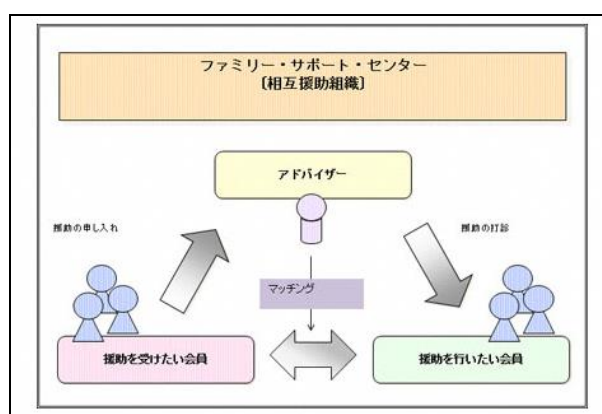 ファミリー・サポート・センター
〔相互援助組織〕
アドバイザー
援助の申し入れ
援助の打診
マッチング
援助を受けたい会員
援助を行いたい会員